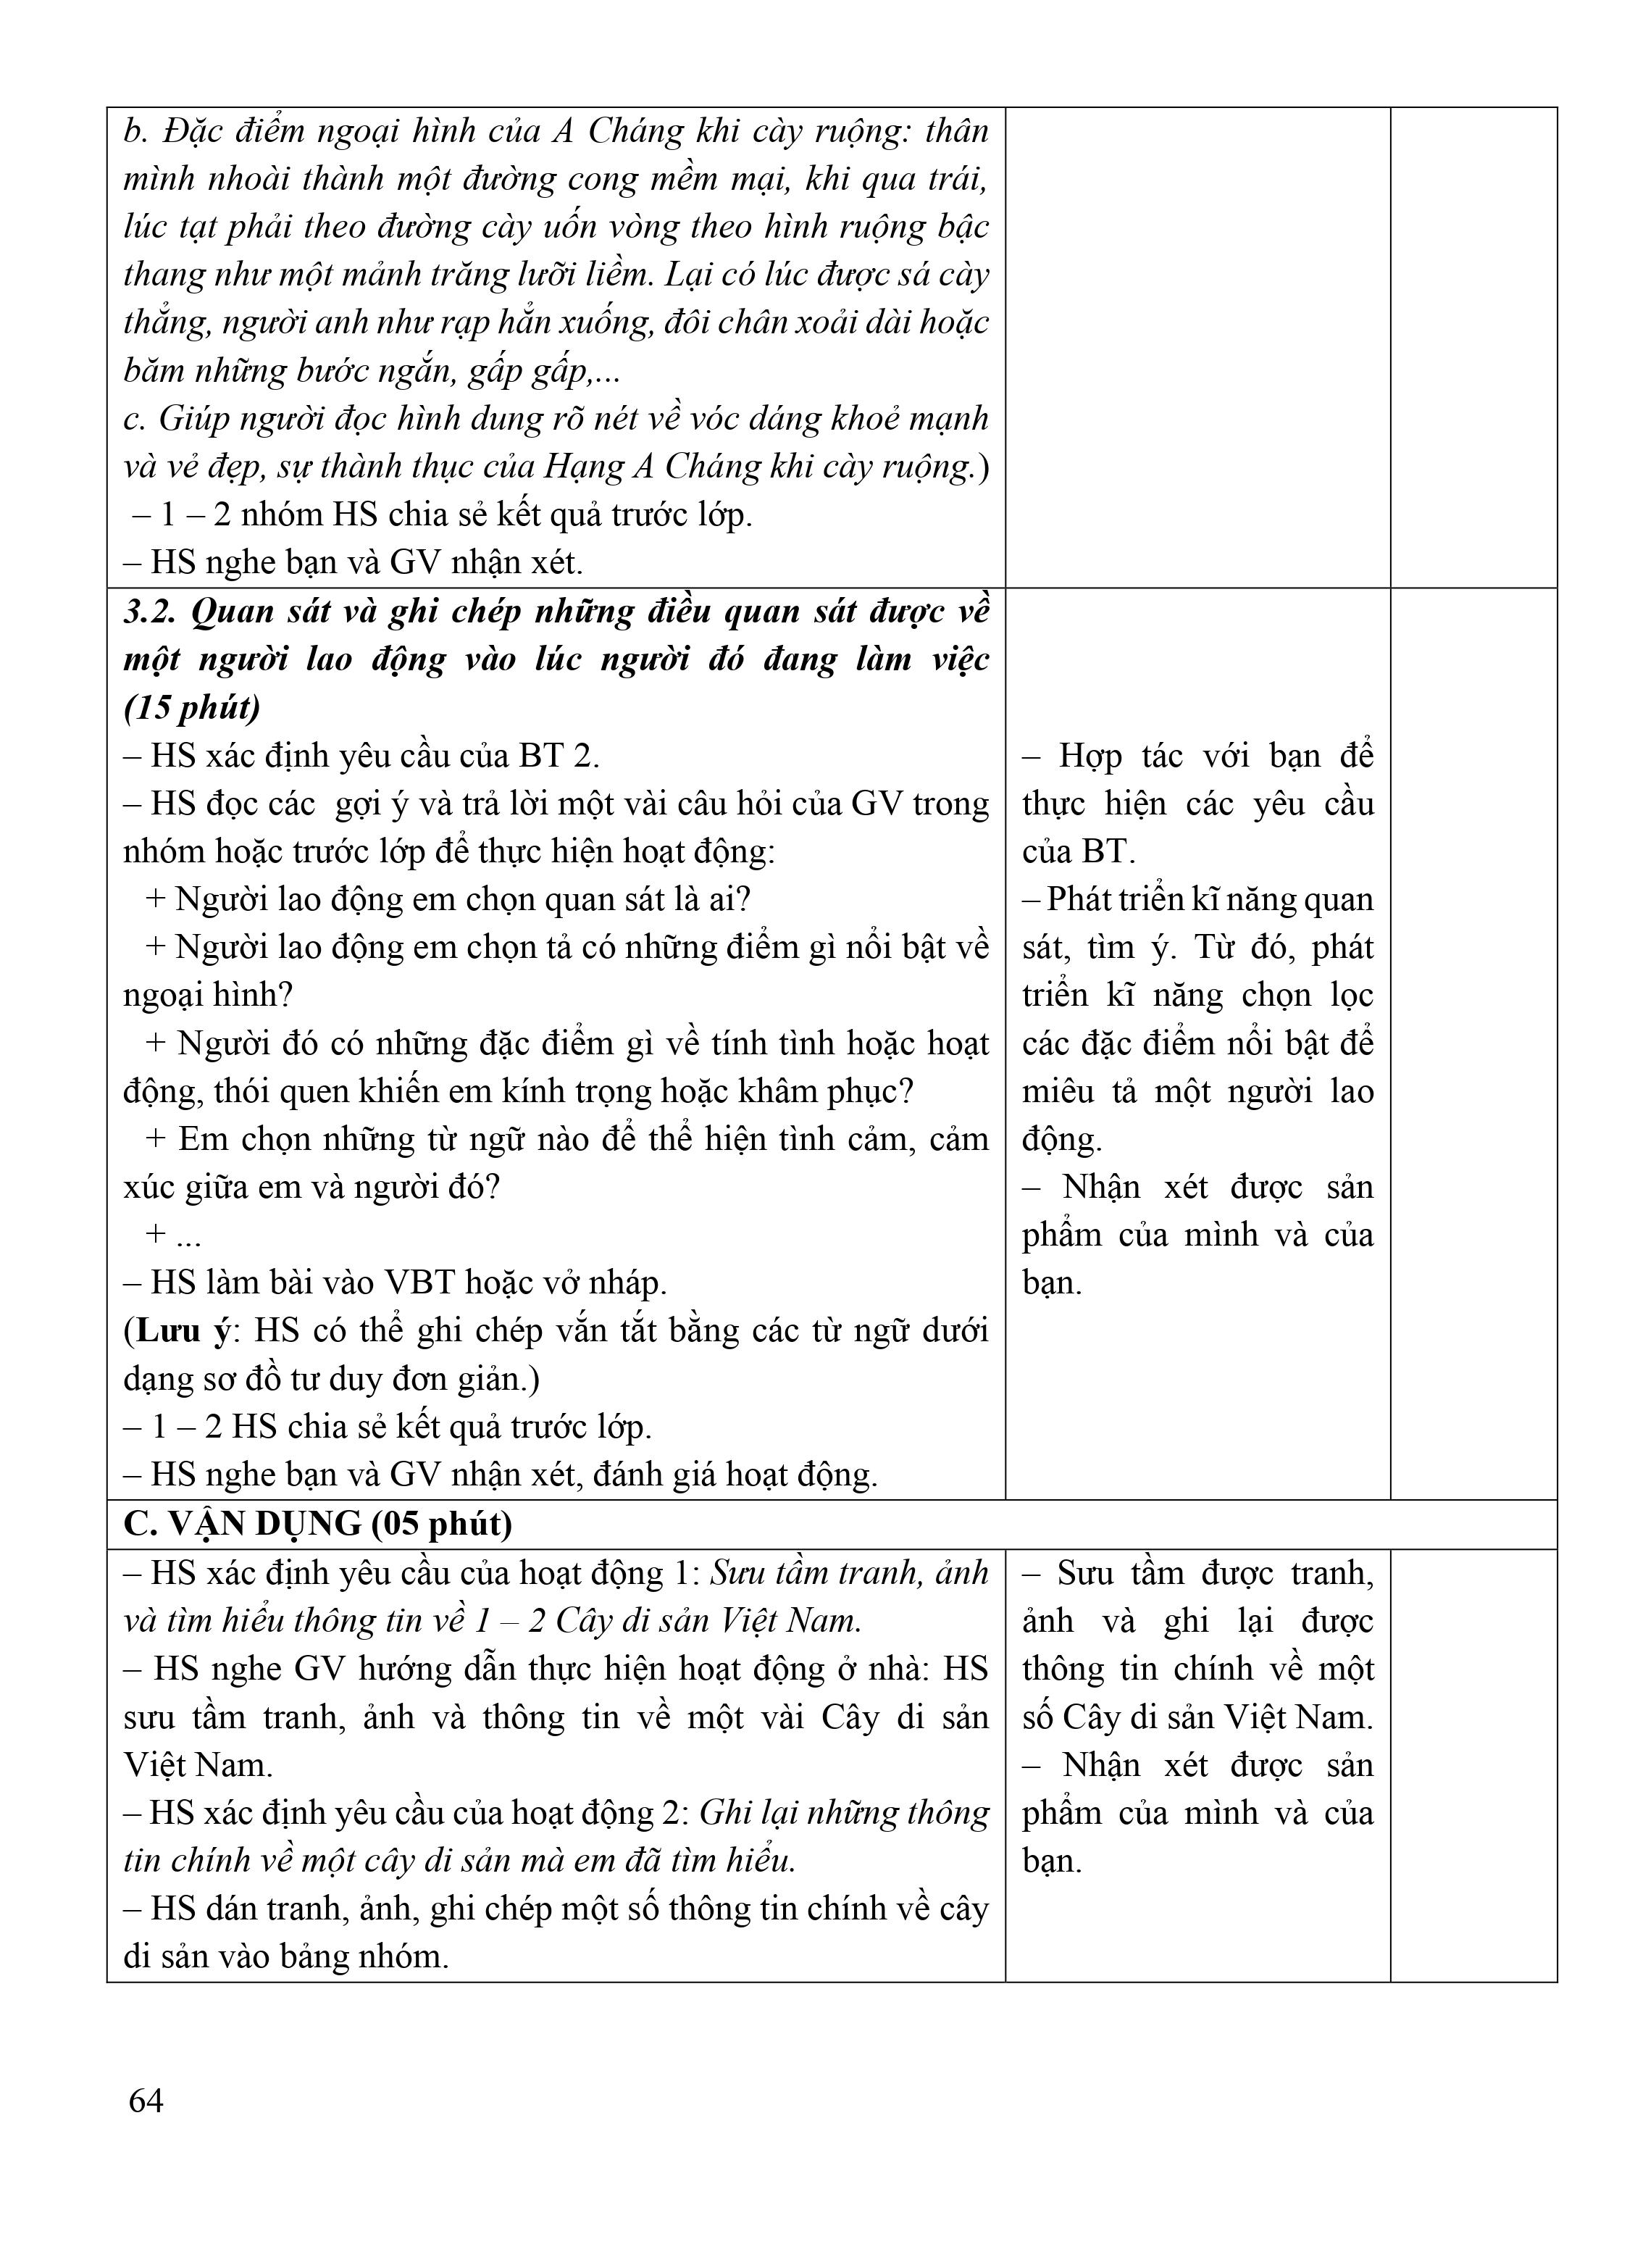 b. Đặc điểm ngoại hình của A Cháng khi cày ruộng: thân
mình nhoài thành một đường cong mềm mại, khi qua trái,
lúc tạt phải theo đường cày uốn vòng theo hình ruộng bậc
thang như một mảnh trăng lưỡi liềm. Lại có lúc được sá cày
thẳng, người anh như rạp hẳn xuống, đôi chân xoải dài hoặc
băm những bước ngắn, gấp gấp,...
c. Giúp người đọc hình dung rõ nét về vóc dáng khoẻ mạnh
và vẻ đẹp, sự thành thục của Hạng A Cháng khi cày ruộng.)
– 1 – 2 nhóm HS chia sẻ kết quả trước lớp.
– HS nghe bạn và GV nhận xét.
3.2. Quan sát và ghi chép những điều quan sát được về
một người lao động vào lúc người đó đang làm việc
(15 phút)
– HS xác định yêu cầu của BT 2.
– HS đọc các gợi ý và trả lời một vài câu hỏi của GV trong
nhóm hoặc trước lớp để thực hiện hoạt động:
+ Người lao động em chọn quan sát là ai?
+ Người lao động em chọn tả có những điểm gì nổi bật về
ngoại hình?
+ Người đó có những đặc điểm gì về tính tình hoặc hoạt
động, thói quen khiến em kính trọng hoặc khâm phục?
+ Em chọn những từ ngữ nào để thể hiện tình cảm, cảm
xúc giữa em và người đó?
+ ...
– HS làm bài vào VBT hoặc vở nháp.
(Lưu ý: HS có thể ghi chép vắn tắt bằng các từ ngữ dưới
dạng sơ đồ tư duy đơn giản.)
– 1 – 2 HS chia sẻ kết quả trước lớp.
– HS nghe bạn và GV nhận xét, đánh giá hoạt động.
– Hợp tác với bạn để
thực hiện các yêu cầu
của BT.
– Phát triển kĩ năng quan
sát, tìm ý. Từ đó, phát
triển kĩ năng chọn lọc
các đặc điểm nổi bật để
miêu tả một người lao
động.
– Nhận xét được sản
phẩm của mình và của
bạn.
C. VẬN DỤNG (05 phút)
– HS xác định yêu cầu của hoạt động 1: Sưu tầm tranh, ảnh
và tìm hiểu thông tin về 1 – 2 Cây di sản Việt Nam.
– HS nghe GV hướng dẫn thực hiện hoạt động ở nhà: HS
sưu tầm tranh, ảnh và thông tin về một vài Cây di sản
Việt Nam.
– HS xác định yêu cầu của hoạt động 2: Ghi lại những thông
tin chính về một cây di sản mà em đã tìm hiểu.
– HS dán tranh, ảnh, ghi chép một số thông tin chính về cây
di sản vào bảng nhóm.
– Sưu tầm được tranh,
ảnh và ghi lại được
thông tin chính về một
số Cây di sản Việt Nam.
– Nhận xét được sản
phẩm của mình và của
bạn.
64